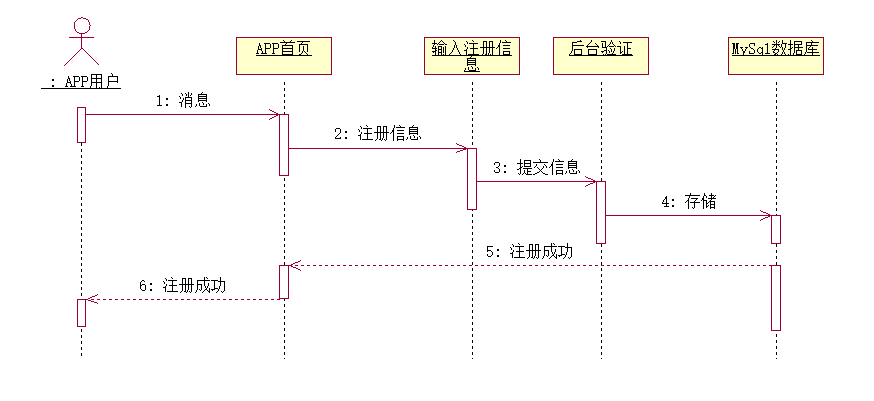 APP首页
输入注册信
息
后台验证
MySql数据库
: APP用户
1: 消息
2: 注册信息
3: 提交信息
4: 存储
5: 注册成功
6: 注册成功